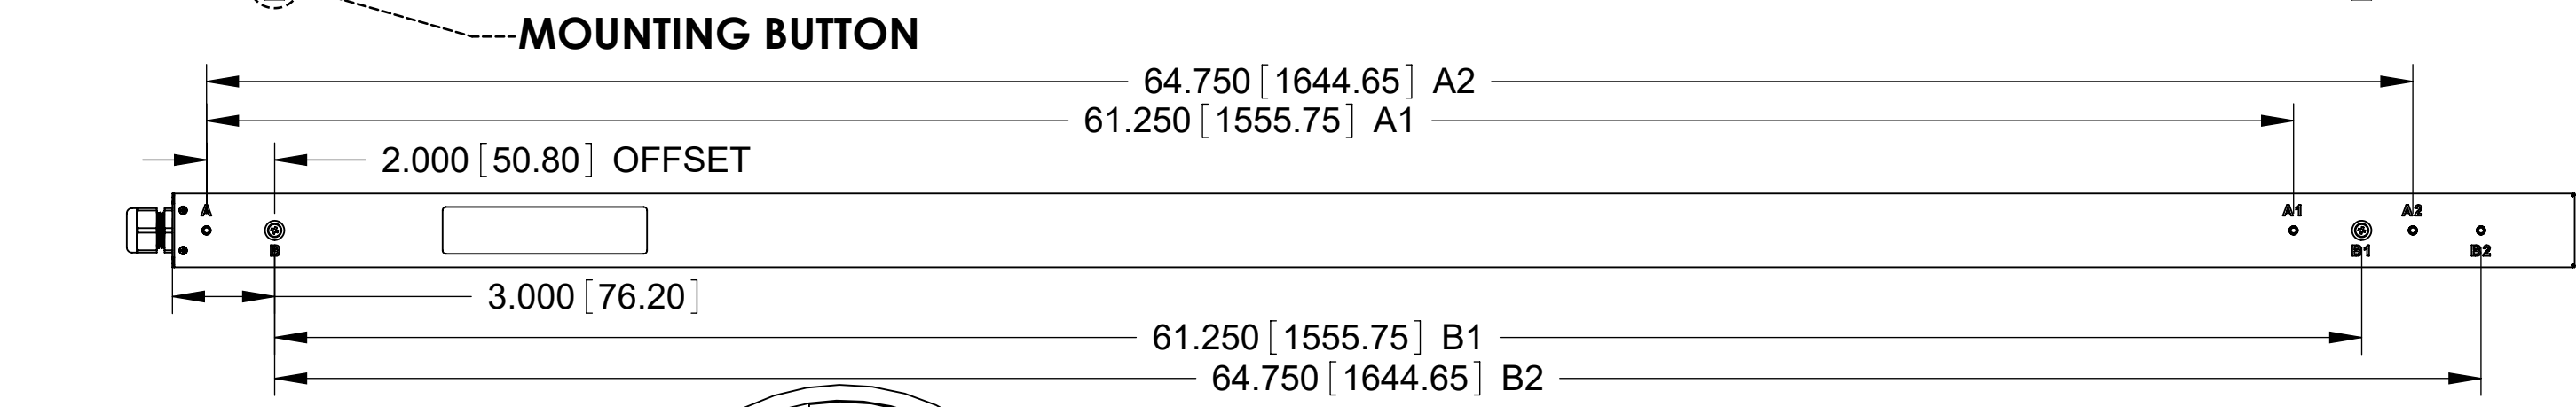 MOUNTING BUTTON
64.750 [1644.65] A2
61.250 [1555.75] A1
2.000 [50.80] OFFSET
A A1 A2
B B1 B2
3.000 [76.20]
61.250 [1555.75] B1
64.750 [1644.65] B2